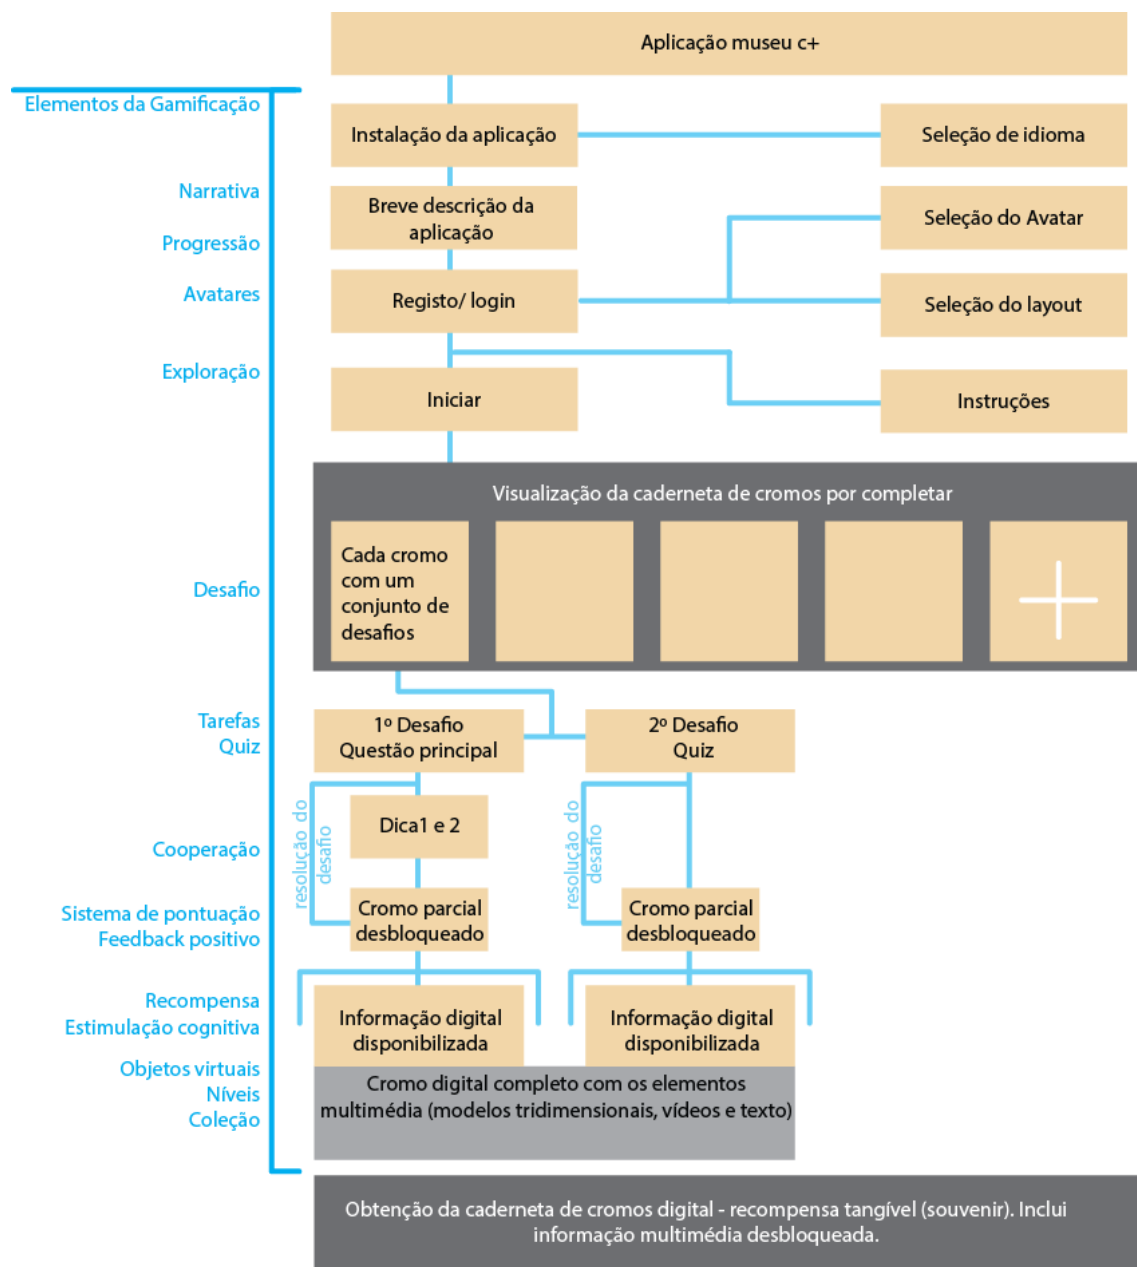 Aplicação museu c+
Elementos da Gamificação
Instalação da aplicação
Seleção de idioma
Narrativa
Breve descrição da
aplicação
Seleção do Avatar
Progressão
Avatares
Registo/ login
Seleção do layout
Exploração
Iniciar
Instruções
Visualização da caderneta de cromos por completar
Cada cromo
com um
conjunto de
desafios
Desafio
Tarefas
Quiz
1º Desafio
Questão principal
2º Desafio
Quiz
resolução do
desafio
Dica1 e 2
resolução do
desafio
Cooperação
Sistema de pontuação
Feedback positivo
Cromo parcial
desbloqueado
Cromo parcial
desbloqueado
Recompensa
Estimulação cognitiva
Informação digital
disponibilizada
Informação digital
disponibilizada
Objetos virtuais
Níveis
Coleção
Cromo digital completo com os elementos
multimédia (modelos tridimensionais, vídeos e texto)
Obtenção da caderneta de cromos digital - recompensa tangível (souvenir). Inclui
informação multimédia desbloqueada.